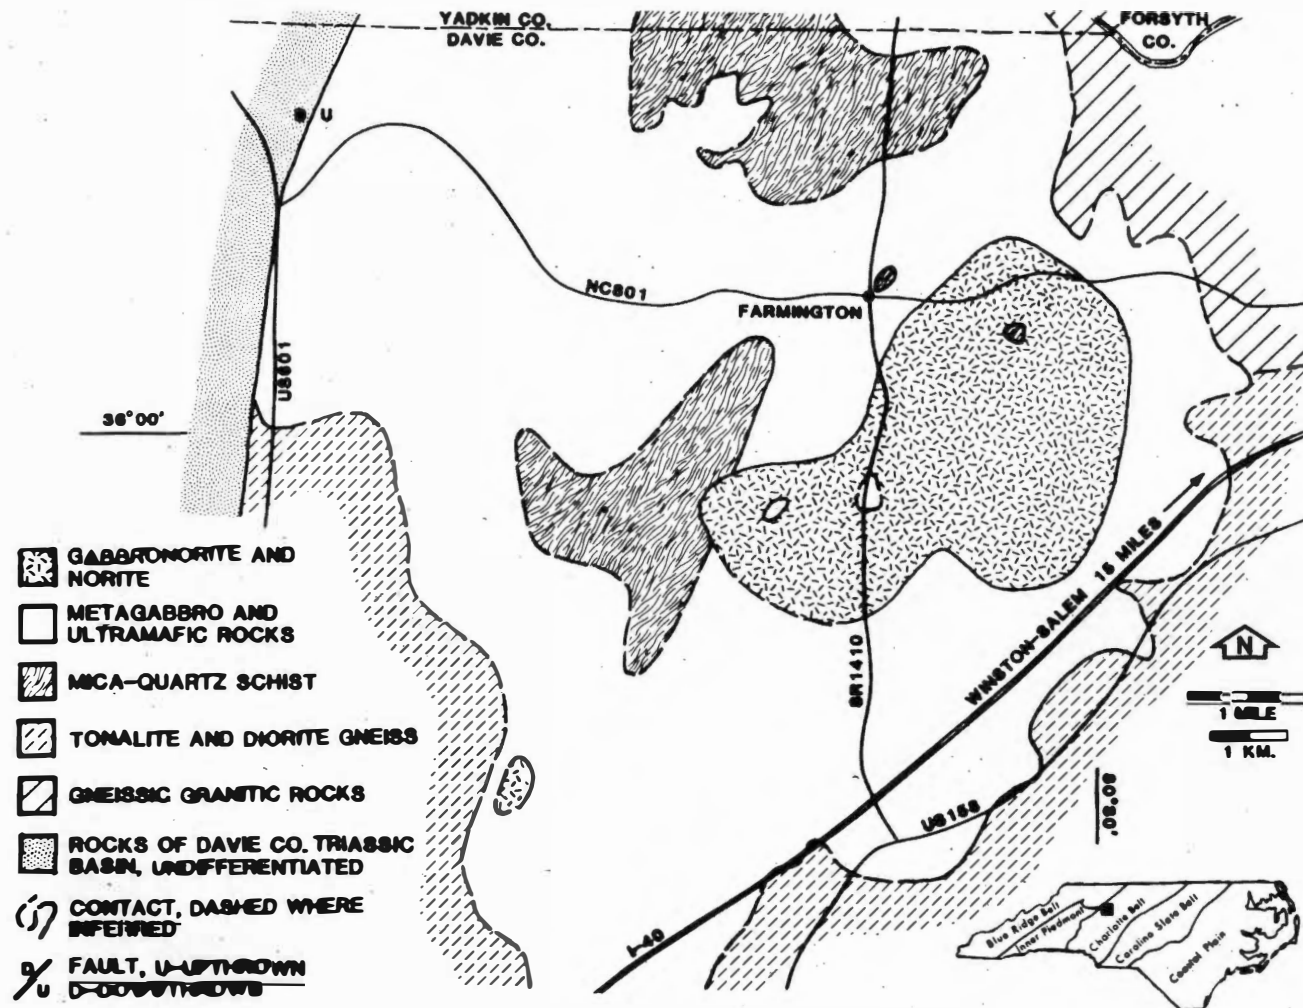 YADKIN CO.
DAVIE CO.
FORSYTH
CO.
U
NC801
FARMINGTON
US601
36°00'
GABBRONORITE AND
NORITE
METAGABBRO AND
ULTRAMAFIC ROCKS
MICA-QUARTZ SCHIST
TONALITE AND DIORITE GNEISS
GNEISSIC GRANITIC ROCKS
ROCKS OF DAVIE CO. TRIASSIC
BASIN, UNDIFFERENTIATED
CONTACT, DASHED WHERE
INFERRED
D
U
FAULT, U-UPTHROWN
D-DOWNTHROWN
WINSTON-SALEM 15 MILES
SR1410
US158
I-40
N
1 MILE
1 KM.
80°30'
Blue Ridge Belt
Inner Piedmont
Charlotte Belt
Carolina Slate Belt
Coastal Plain